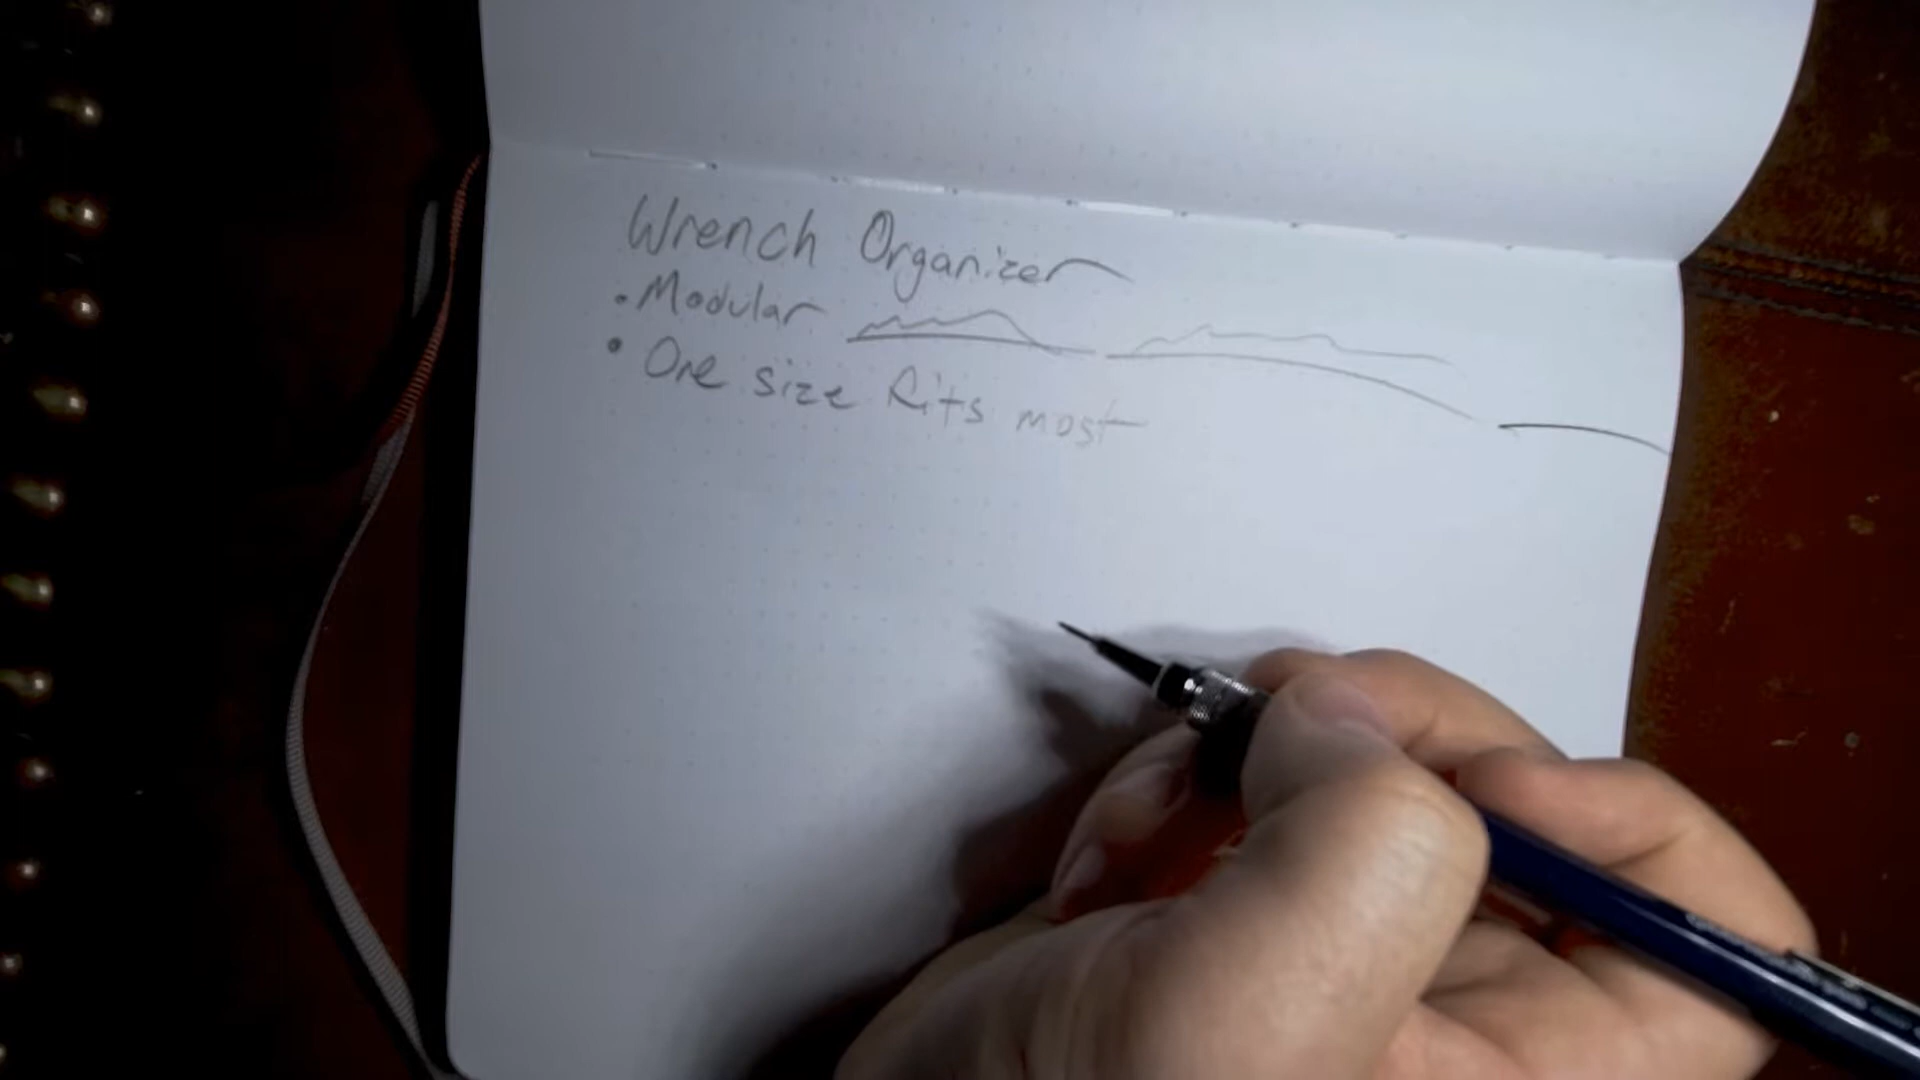 Wrench Organizer
• Modular
• One size fits most